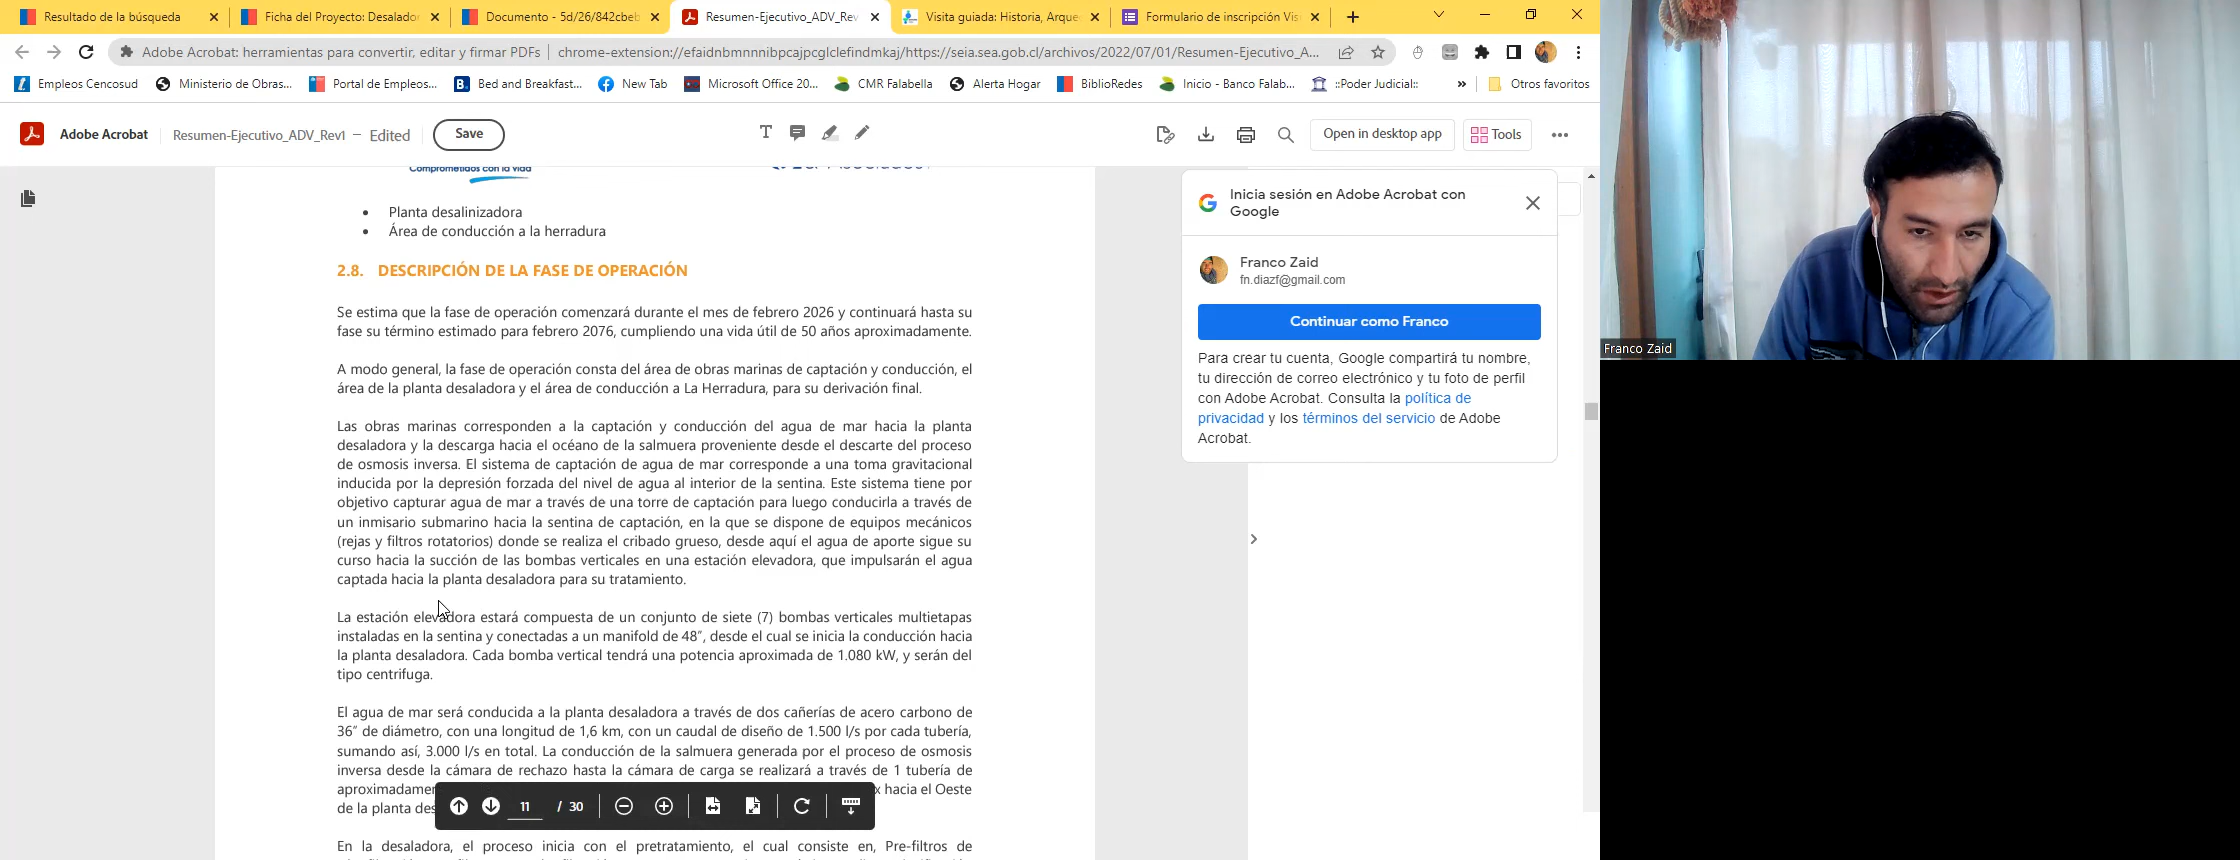 Resultado de la búsqueda
Ficha del Proyecto: Desalador
Documento - 5d/26/842cbeb
Resumen-Ejecutivo_ADV_Rev
Visita guiada: Historia, Arque
Formulario de inscripción Vis
Adobe Acrobat: herramientas para convertir, editar y firmar PDFs | chrome-extension://efaidnbmnnnibpcajpcglclefindmkaj/https://seia.sea.gob.cl/archivos/2022/07/01/Resumen-Ejecutivo_A...
Empleos Cencosud
Ministerio de Obras...
Portal de Empleos...
Bed and Breakfast...
New Tab
Microsoft Office 20...
CMR Falabella
Alerta Hogar
BiblioRedes
Inicio - Banco Falab...
::Poder Judicial::
»
Otros favoritos
Adobe Acrobat
Resumen-Ejecutivo_ADV_Rev1 – Edited
Save
Open in desktop app
Tools
Comprometidos con la vida
• Planta desalinizadora
• Área de conducción a la herradura
2.8. DESCRIPCIÓN DE LA FASE DE OPERACIÓN
Se estima que la fase de operación comenzará durante el mes de febrero 2026 y continuará hasta su
fase su término estimado para febrero 2076, cumpliendo una vida útil de 50 años aproximadamente.
A modo general, la fase de operación consta del área de obras marinas de captación y conducción, el
área de la planta desaladora y el área de conducción a La Herradura, para su derivación final.
Las obras marinas corresponden a la captación y conducción del agua de mar hacia la planta
desaladora y la descarga hacia el océano de la salmuera proveniente desde el descarte del proceso
de osmosis inversa. El sistema de captación de agua de mar corresponde a una toma gravitacional
inducida por la depresión forzada del nivel de agua al interior de la sentina. Este sistema tiene por
objetivo capturar agua de mar a través de una torre de captación para luego conducirla a través de
un inmisario submarino hacia la sentina de captación, en la que se dispone de equipos mecánicos
(rejas y filtros rotatorios) donde se realiza el cribado grueso, desde aquí el agua de aporte sigue su
curso hacia la succión de las bombas verticales en una estación elevadora, que impulsarán el agua
captada hacia la planta desaladora para su tratamiento.
La estación elevadora estará compuesta de un conjunto de siete (7) bombas verticales multietapas
instaladas en la sentina y conectadas a un manifold de 48”, desde el cual se inicia la conducción hacia
la planta desaladora. Cada bomba vertical tendrá una potencia aproximada de 1.080 kW, y serán del
tipo centrifuga.
El agua de mar será conducida a la planta desaladora a través de dos cañerías de acero carbono de
36” de diámetro, con una longitud de 1,6 km, con un caudal de diseño de 1.500 l/s por cada tubería,
sumando así, 3.000 l/s en total. La conducción de la salmuera generada por el proceso de osmosis
inversa desde la cámara de rechazo hasta la cámara de carga se realizará a través de 1 tubería de
aproximadamen x hacia el Oeste
de la planta des
En la desaladora, el proceso inicia con el pretratamiento, el cual consiste en, Pre-filtros de
11 / 30
Inicia sesión en Adobe Acrobat con
Google
Franco Zaid
fn.diazf@gmail.com
Continuar como Franco
Para crear tu cuenta, Google compartirá tu nombre,
tu dirección de correo electrónico y tu foto de perfil
con Adobe Acrobat. Consulta la política de
privacidad y los términos del servicio de Adobe
Acrobat.
Franco Zaid